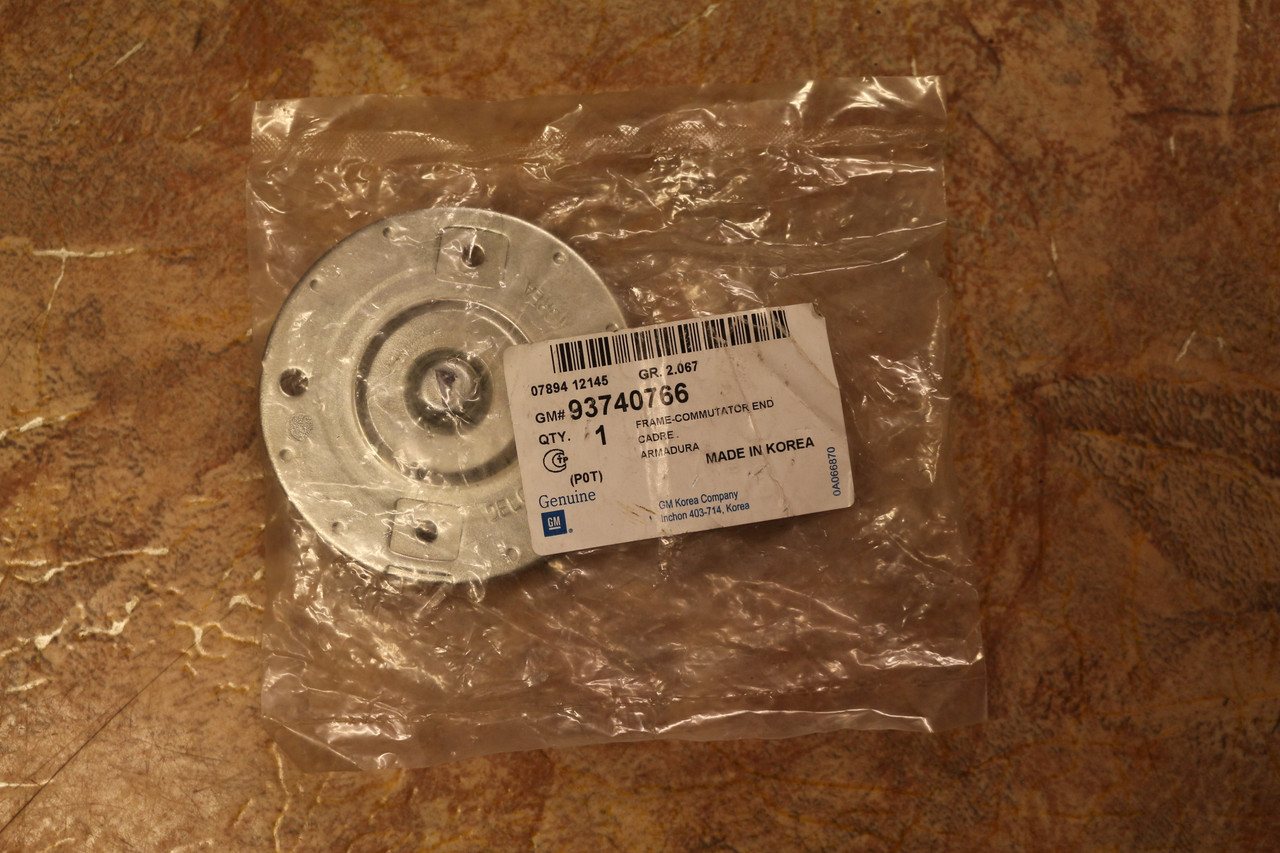 07894 12145 GR. 2.067
GM# 93740766
QTY. 1
FRAME-COMMUTATOR END
CADRE.
ARMADURA
MADE IN KOREA
(P0T)
Genuine
GM
GM Korea Company
Inchon 403-714, Korea
0A066870